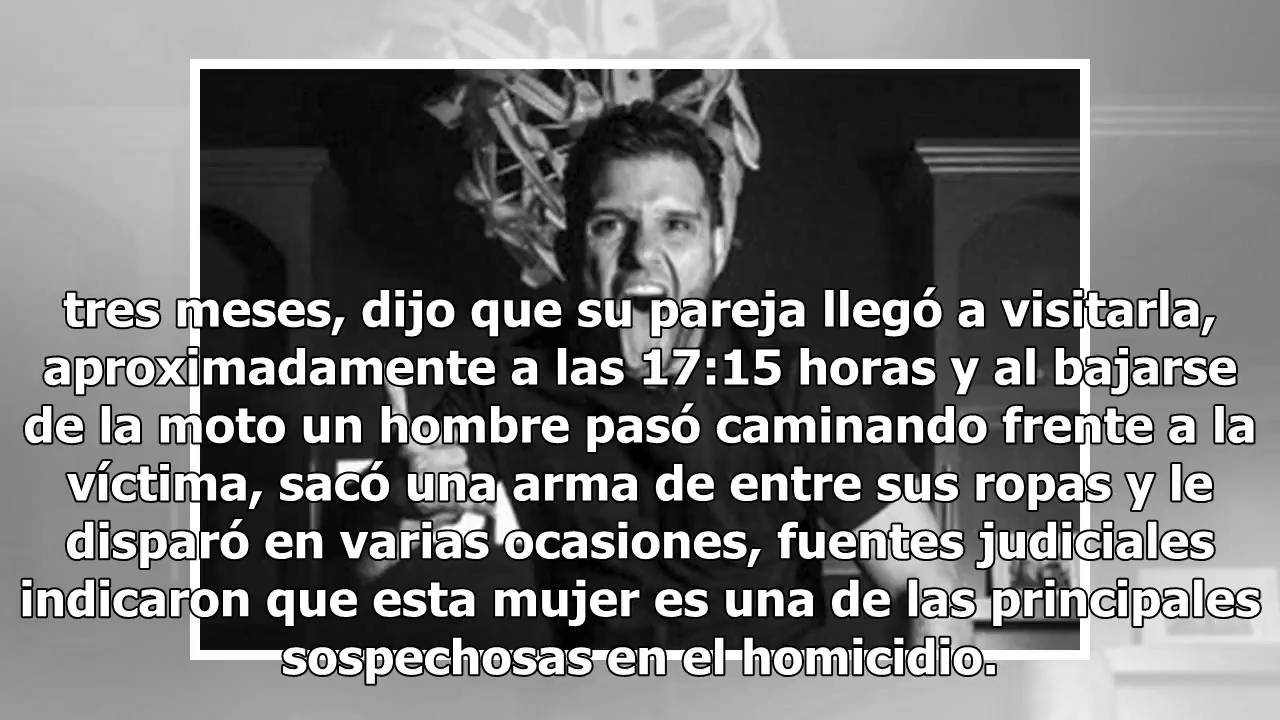 tres meses, dijo que su pareja llegó a visitarla,
aproximadamente a las 17:15 horas y al bajarse
de la moto un hombre pasó caminando frente a la
víctima, sacó una arma de entre sus ropas y le
disparó en varias ocasiones, fuentes judiciales
indicaron que esta mujer es una de las principales
sospechosas en el homicidio.